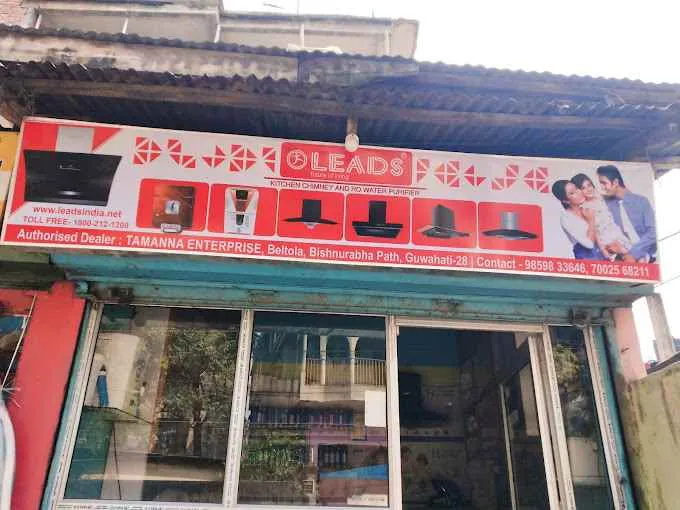 LEADS
future of living
KITCHEN CHIMNEY AND RO WATER PURIFIER
www.leadsindia.net
TOLL FREE- 1800-212-1200
Authorised Dealer : TAMANNA ENTERPRISE, Beltola, Bishnurabha Path, Guwahati-28 | Contact - 98598 33646, 70025 68211